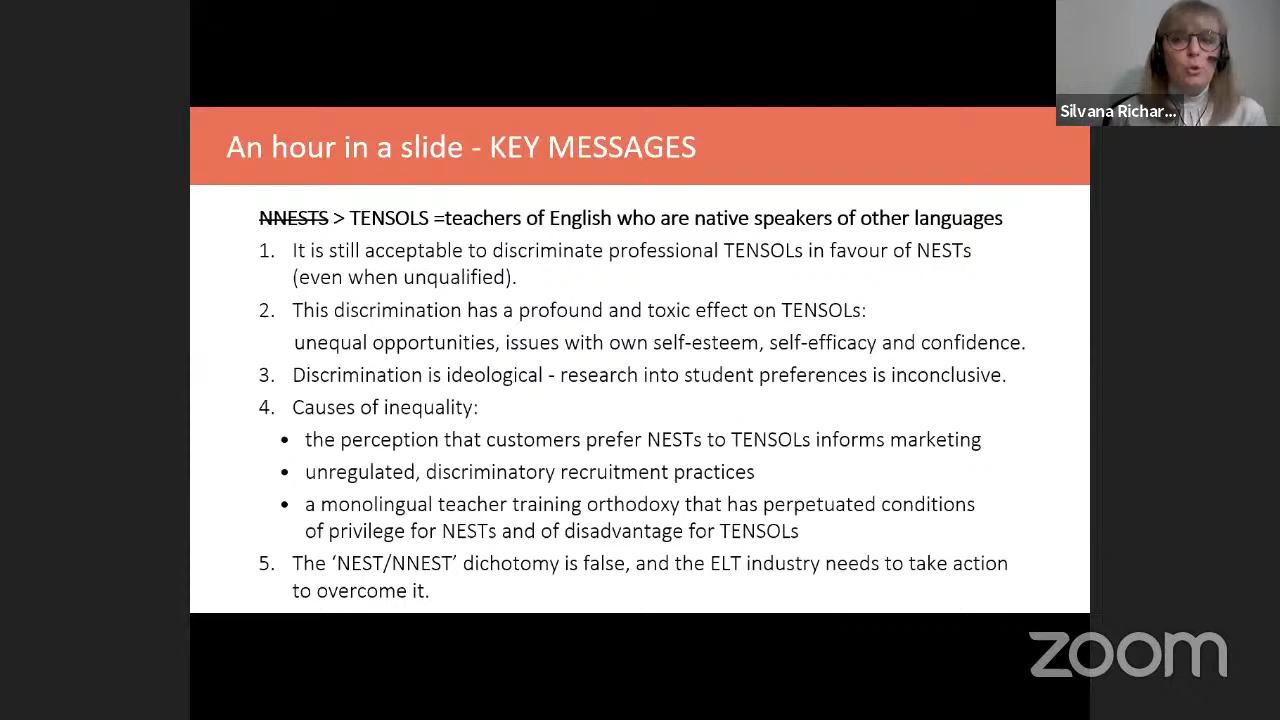 An hour in a slide - KEY MESSAGES
Silvana Richar...
NNESTS > TENSOLS =teachers of English who are native speakers of other languages
1. It is still acceptable to discriminate professional TENSOLs in favour of NESTs
(even when unqualified).
2. This discrimination has a profound and toxic effect on TENSOLs:
unequal opportunities, issues with own self-esteem, self-efficacy and confidence.
3. Discrimination is ideological - research into student preferences is inconclusive.
4. Causes of inequality:
• the perception that customers prefer NESTs to TENSOLs informs marketing
• unregulated, discriminatory recruitment practices
• a monolingual teacher training orthodoxy that has perpetuated conditions
of privilege for NESTs and of disadvantage for TENSOLs
5. The ‘NEST/NNEST’ dichotomy is false, and the ELT industry needs to take action
to overcome it.
zoom